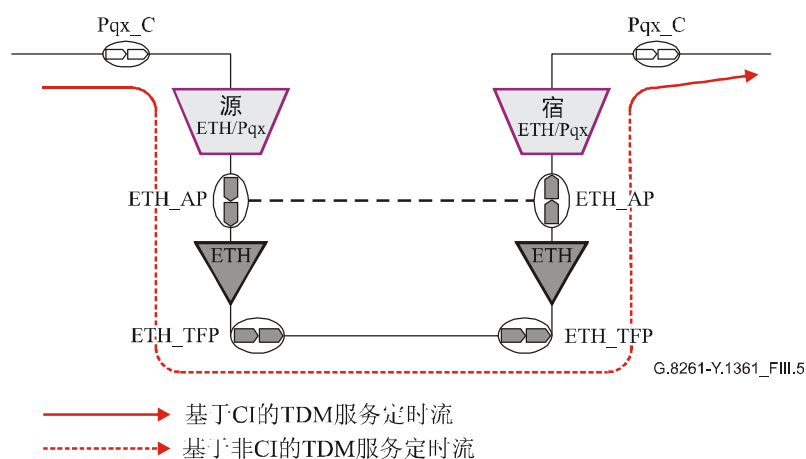 Pqx_C
Pqx_C
源
ETH/Pqx
宿
ETH/Pqx
ETH_AP
ETH_AP
ETH
ETH
ETH_TFP
ETH_TFP
G.8261-Y.1361_FIII.5
基于CI的TDM服务定时流
基于非CI的TDM服务定时流